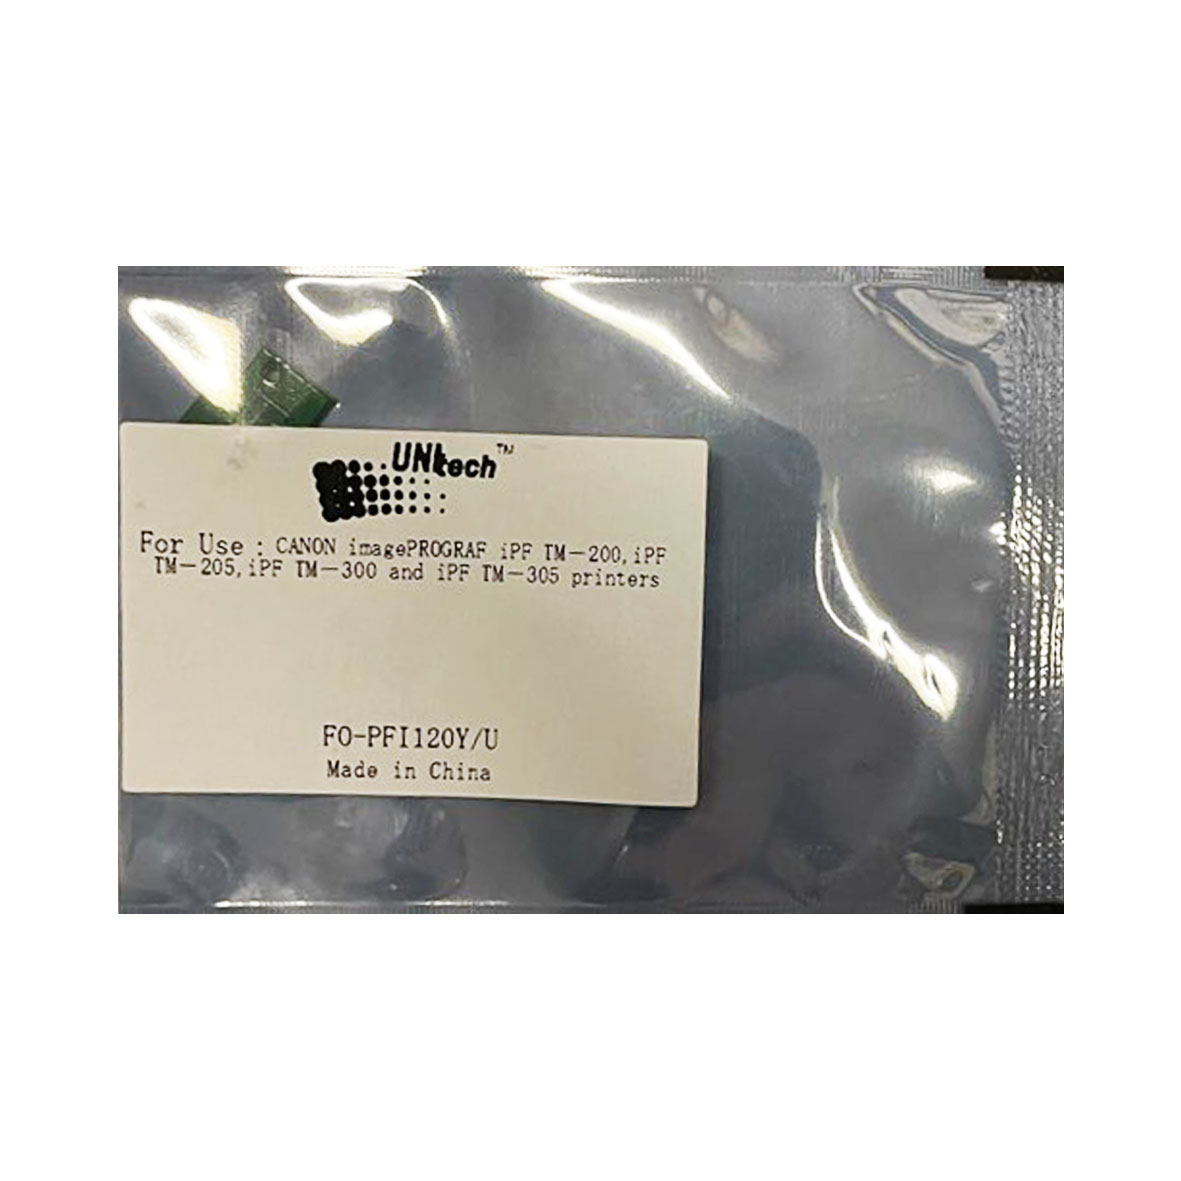 UNItech™
For Use : CANON imagePROGRAF iPF TM-200,iPF
TM-205,iPF TM-300 and iPF TM-305 printers
FO-PFI120Y/U
Made in China